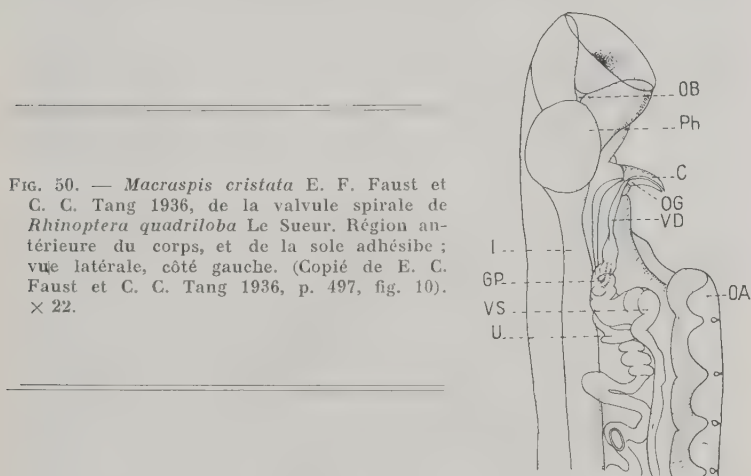 FIG. 50. — Macraspis cristata E. F. Faust et
C. C. Tang 1936, de la valvule spirale de
Rhinoptera quadriloba Le Sueur. Région an-
térieure du corps, et de la sole adhésibe ;
vue latérale, côté gauche. (Copié de E. C.
Faust et C. C. Tang 1936, p. 497, fig. 10).
× 22.
OB
Ph
C
OG
VD
I
GP
OA
VS
U